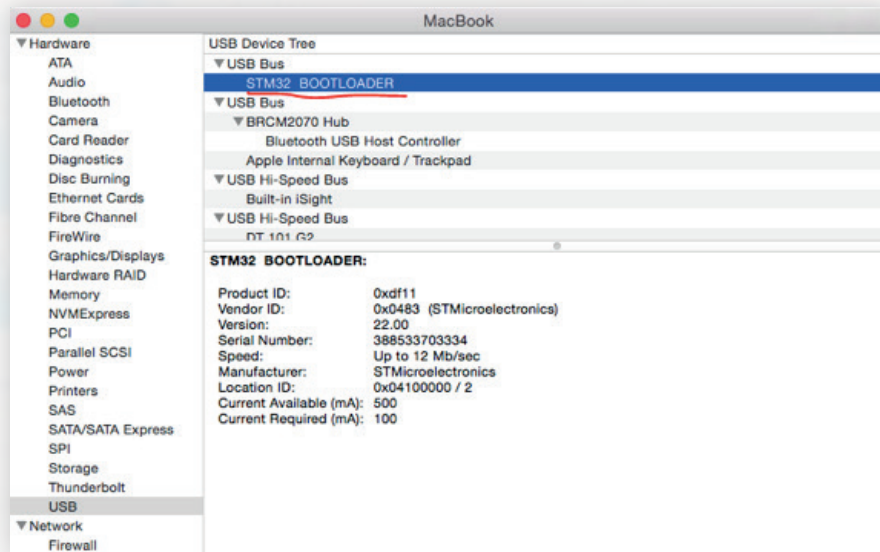 MacBook
Hardware
ATA
Audio
Bluetooth
Camera
Card Reader
Diagnostics
Disc Burning
Ethernet Cards
Fibre Channel
FireWire
Graphics/Displays
Hardware RAID
Memory
NVMExpress
PCI
Parallel SCSI
Power
Printers
SAS
SATA/SATA Express
SPI
Storage
Thunderbolt
USB
Network
Firewall
USB Device Tree
USB Bus
STM32 BOOTLOADER
USB Bus
BRCM2070 Hub
Bluetooth USB Host Controller
Apple Internal Keyboard / Trackpad
USB Hi-Speed Bus
Built-in iSight
USB Hi-Speed Bus
DT 101 G2
STM32 BOOTLOADER:
Product ID: 0xdf11
Vendor ID: 0x0483 (STMicroelectronics)
Version: 22.00
Serial Number: 388533703334
Speed: Up to 12 Mb/sec
Manufacturer: STMicroelectronics
Location ID: 0x04100000 / 2
Current Available (mA): 500
Current Required (mA): 100